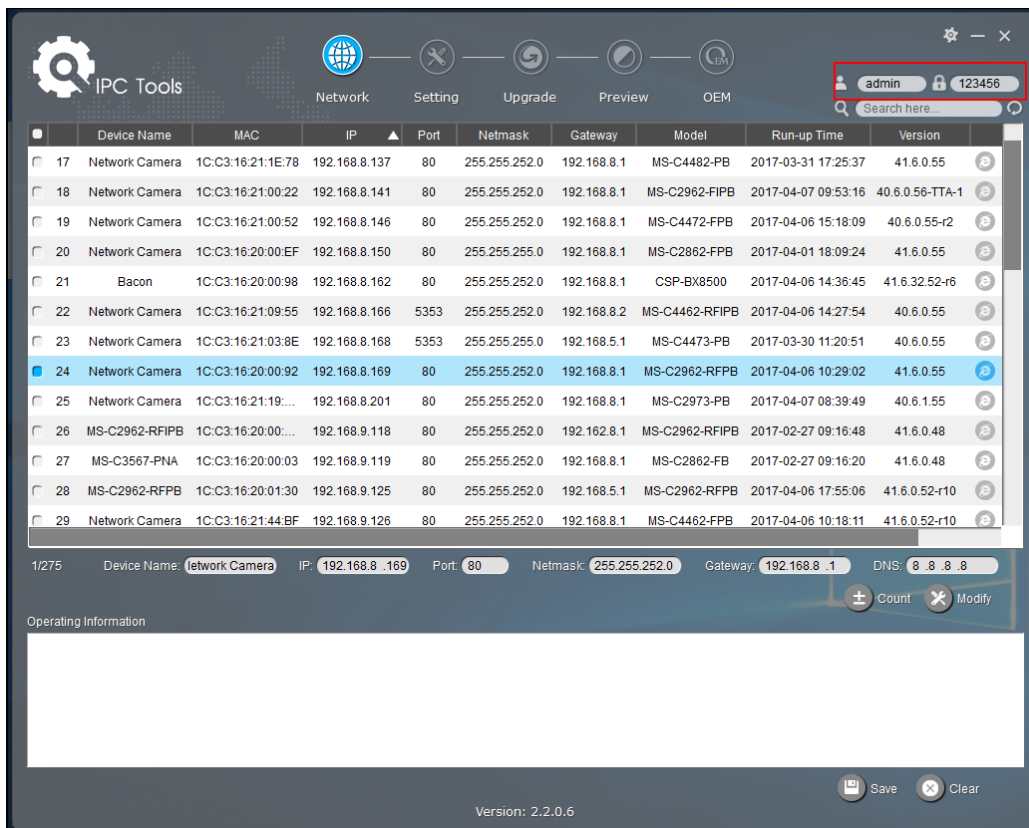 IPC Tools
Network Setting Upgrade Preview OEM
admin 123456
Search here...
Device Name MAC IP Port Netmask Gateway Model Run-up Time Version
17 Network Camera 1C:C3:16:21:1E:78 192.168.8.137 80 255.255.252.0 192.168.8.1 MS-C4482-PB 2017-03-31 17:25:37 41.6.0.55
18 Network Camera 1C:C3:16:21:00:22 192.168.8.141 80 255.255.252.0 192.168.8.1 MS-C2962-FIPB 2017-04-07 09:53:16 40.6.0.56-TTA-1
19 Network Camera 1C:C3:16:21:00:52 192.168.8.146 80 255.255.252.0 192.168.8.1 MS-C4472-FPB 2017-04-06 15:18:09 40.6.0.55-r2
20 Network Camera 1C:C3:16:20:00:EF 192.168.8.150 80 255.255.252.0 192.168.8.1 MS-C2862-FPB 2017-04-01 18:09:24 41.6.0.55
21 Bacon 1C:C3:16:20:00:98 192.168.8.162 80 255.255.252.0 192.168.8.1 CSP-BX8500 2017-04-06 14:36:45 41.6.32.52-r6
22 Network Camera 1C:C3:16:21:09:55 192.168.8.166 5353 255.255.252.0 192.168.8.2 MS-C4462-RFIPB 2017-04-06 14:27:54 40.6.0.55
23 Network Camera 1C:C3:16:21:03:8E 192.168.8.168 5353 255.255.255.0 192.168.5.1 MS-C4473-PB 2017-03-30 11:20:51 40.6.0.55
24 Network Camera 1C:C3:16:20:00:92 192.168.8.169 80 255.255.252.0 192.168.8.1 MS-C2962-RFPB 2017-04-06 10:29:02 41.6.0.55
25 Network Camera 1C:C3:16:21:19:... 192.168.8.201 80 255.255.252.0 192.168.8.1 MS-C2973-PB 2017-04-07 08:39:49 40.6.1.55
26 MS-C2962-RFIPB 1C:C3:16:20:00:... 192.168.9.118 80 255.255.252.0 192.162.8.1 MS-C2962-RFIPB 2017-02-27 09:16:48 41.6.0.48
27 MS-C3567-PNA 1C:C3:16:20:00:03 192.168.9.119 80 255.255.252.0 192.168.8.1 MS-C2862-FB 2017-02-27 09:16:20 41.6.0.48
28 MS-C2962-RFPB 1C:C3:16:20:01:30 192.168.9.125 80 255.255.252.0 192.168.5.1 MS-C2962-RFPB 2017-04-06 17:55:06 41.6.0.52-r10
29 Network Camera 1C:C3:16:21:44:BF 192.168.9.126 80 255.255.252.0 192.168.8.1 MS-C4462-FPB 2017-04-06 10:18:11 41.6.0.52-r10
1/275 Device Name: letwork Camera IP: 192.168.8 .169 Port: 80 Netmask: 255.255.252.0 Gateway: 192.168.8 .1 DNS: 8 .8 .8 .8
Count Modify
Operating Information
Save Clear
Version: 2.2.0.6